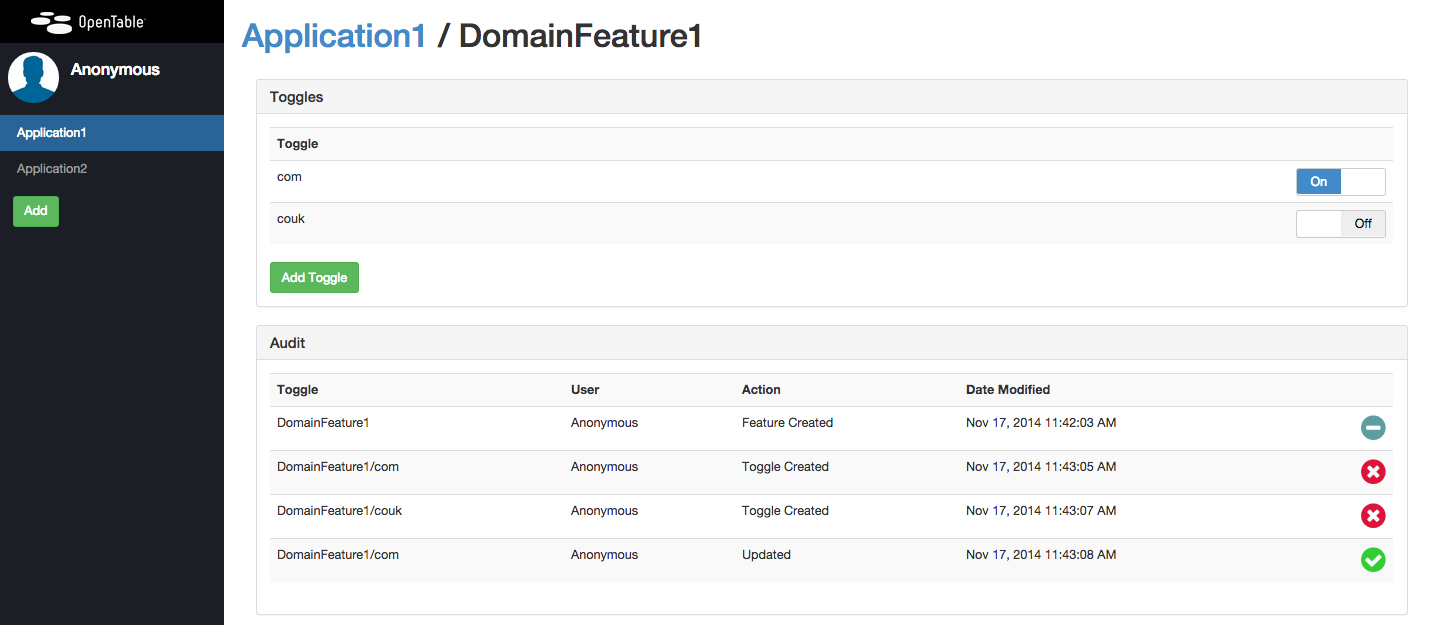 OpenTable
Anonymous
Application1
Application2
Add
Application1 / DomainFeature1
Toggles
Toggle
com On
couk Off
Add Toggle
Audit
Toggle User Action Date Modified
DomainFeature1 Anonymous Feature Created Nov 17, 2014 11:42:03 AM
DomainFeature1/com Anonymous Toggle Created Nov 17, 2014 11:43:05 AM
DomainFeature1/couk Anonymous Toggle Created Nov 17, 2014 11:43:07 AM
DomainFeature1/com Anonymous Updated Nov 17, 2014 11:43:08 AM